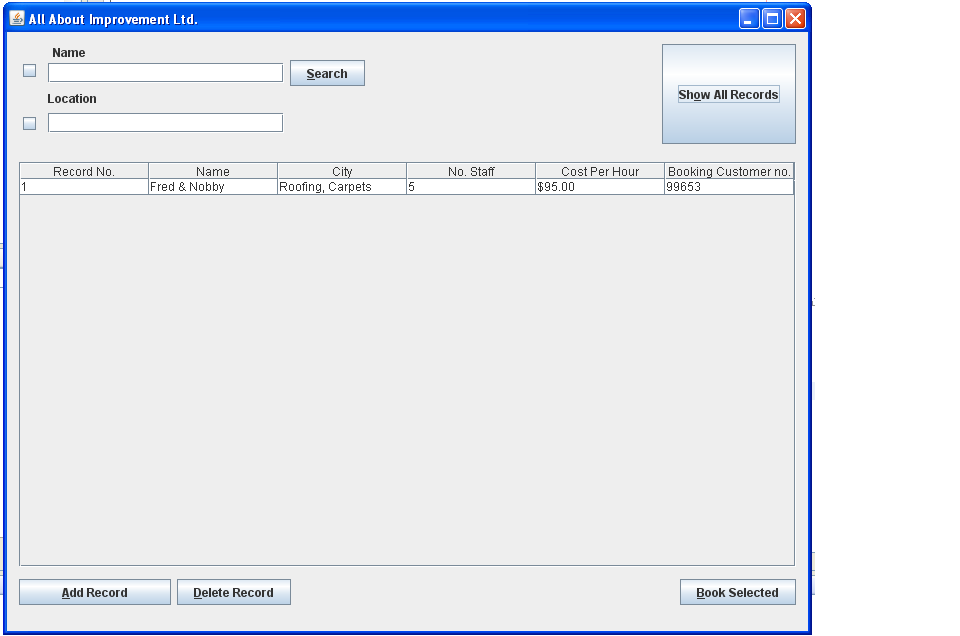 All About Improvement Ltd.
Name
Search
Show All Records
Location
Record No. Name City No. Staff Cost Per Hour Booking Customer no.
1 Fred & Nobby Roofing, Carpets 5 $95.00 99653
Add Record Delete Record Book Selected